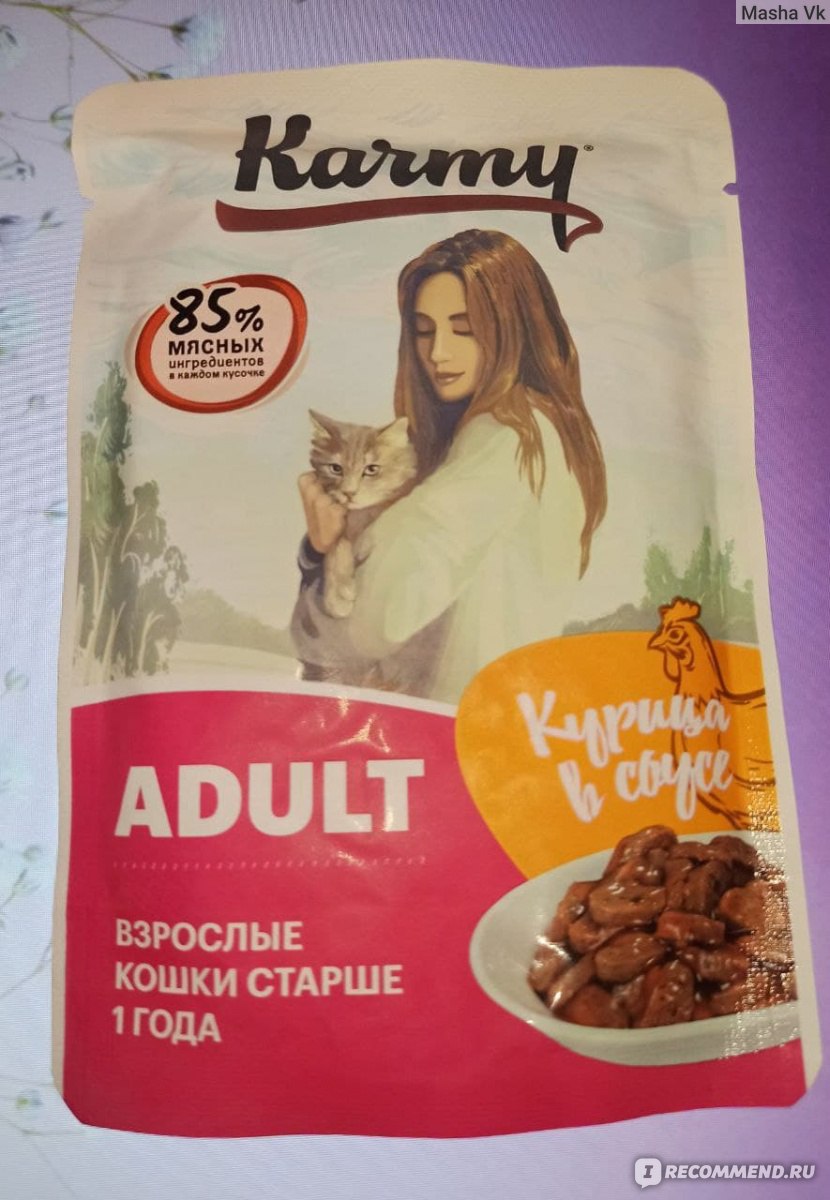 Masha Vk
Karmy®
85%
МЯСНЫХ
ингредиентов
в каждом кусочке
Курица
в соусе
ADULT
ВЗРОСЛЫЕ
КОШКИ СТАРШЕ
1 ГОДА
I RECOMMEND.RU